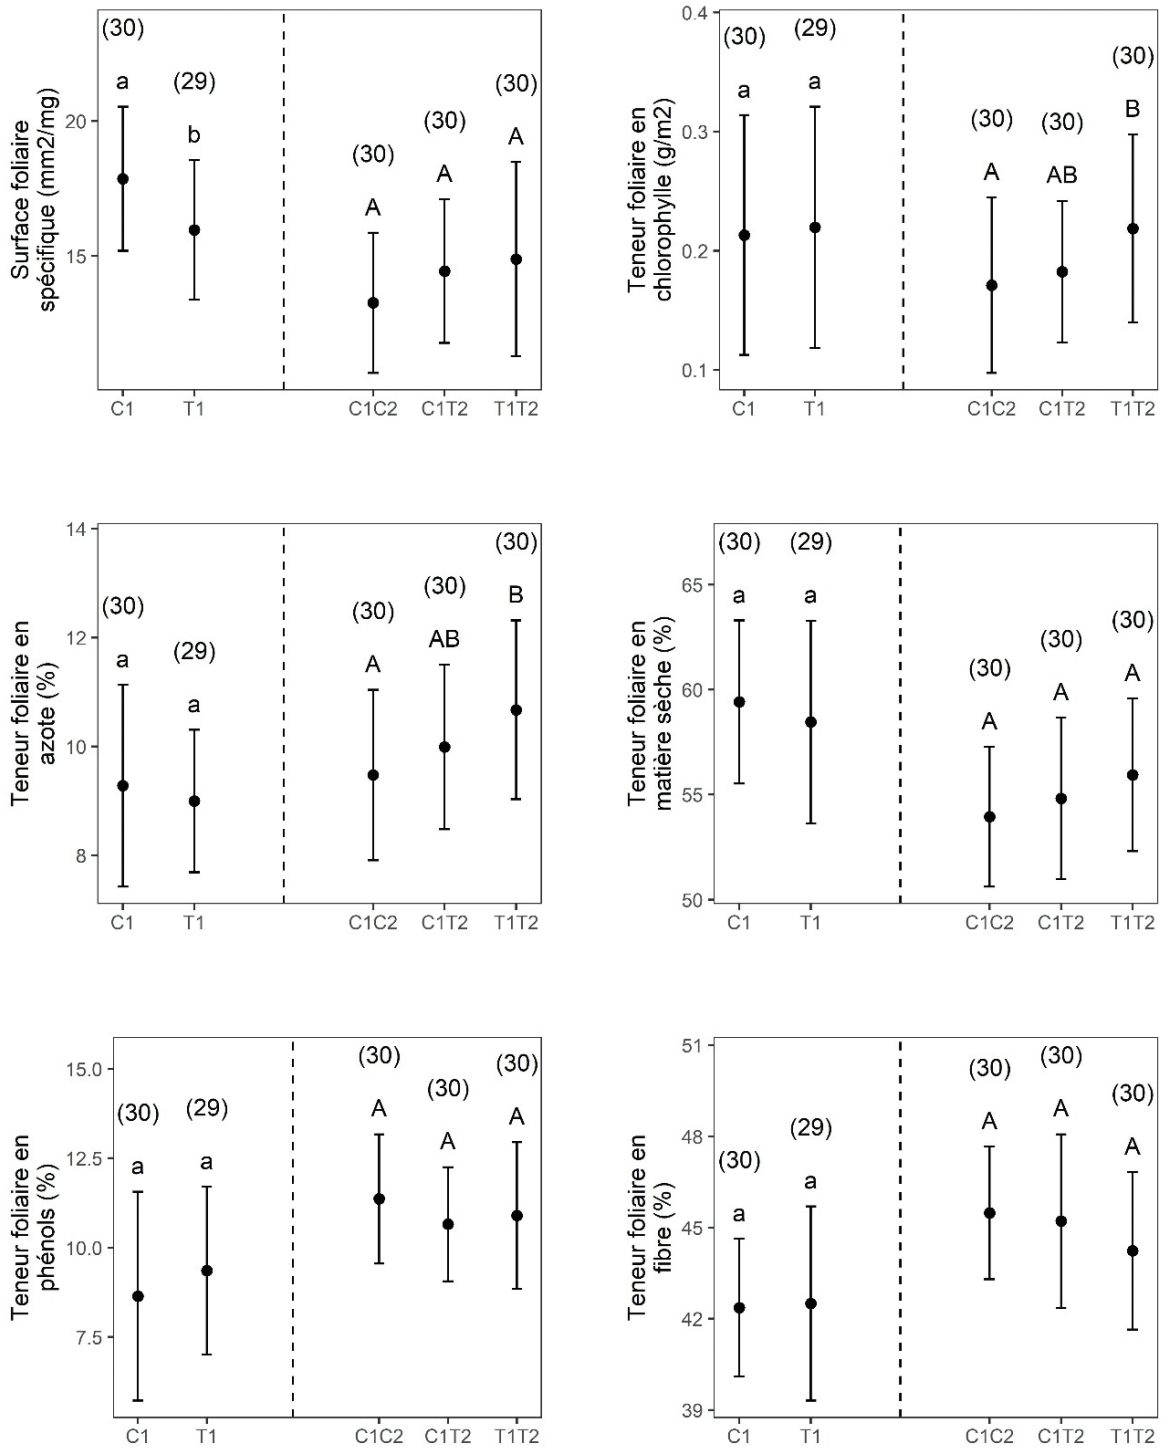 Surface foliaire
spécifique (mm2/mg)
20
15
(30)
a
(29)
b
(30)
A
(30)
A
(30)
A
C1 T1 C1C2 C1T2 T1T2
Teneur foliaire en
chlorophylle (g/m2)
0.4
0.3
0.2
0.1
(30)
a
(29)
a
(30)
A
(30)
AB
(30)
B
C1 T1 C1C2 C1T2 T1T2
Teneur foliaire en
azote (%)
14
12
10
8
(30)
a
(29)
a
(30)
A
(30)
AB
(30)
B
C1 T1 C1C2 C1T2 T1T2
Teneur foliaire en
matière sèche (%)
65
60
55
50
(30)
a
(29)
a
(30)
A
(30)
A
(30)
A
C1 T1 C1C2 C1T2 T1T2
Teneur foliaire en
phénols (%)
15.0
12.5
10.0
7.5
(30)
a
(29)
a
(30)
A
(30)
A
(30)
A
C1 T1 C1C2 C1T2 T1T2
Teneur foliaire en
fibre (%)
51
48
45
42
39
(30)
a
(29)
a
(30)
A
(30)
A
(30)
A
C1 T1 C1C2 C1T2 T1T2